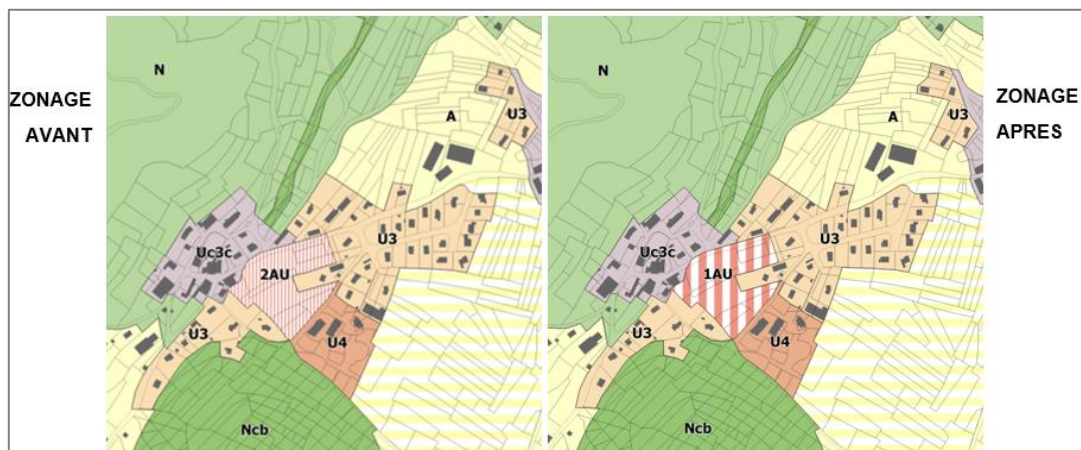 ZONAGE
AVANT
N
A
U3
Uc3c
U3
2AU
U3
U4
Ncb
N
A
U3
Uc3c
U3
1AU
U3
U4
Ncb
ZONAGE
APRES